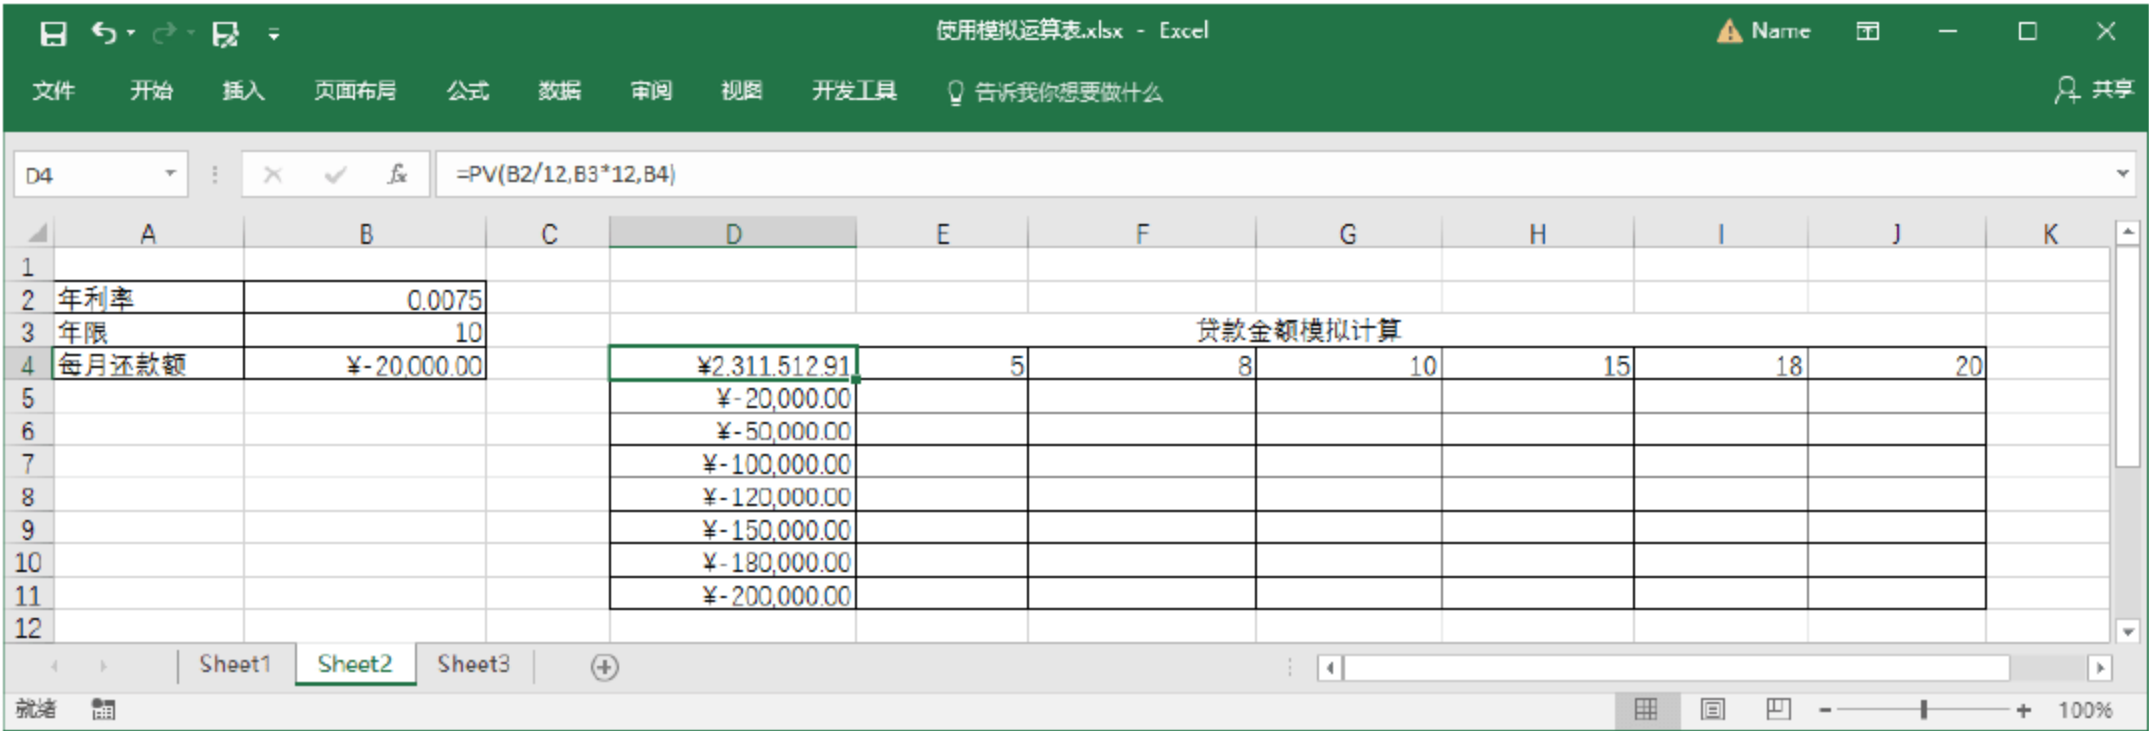 使用模拟运算表.xlsx - Excel
Name
文件 开始 插入 页面布局 公式 数据 审阅 视图 开发工具 告诉我你想要做什么 共享
D4 fx =PV(B2/12,B3*12,B4)
A B C D E F G H I J K
1
2 年利率 0.0075
3 年限 10 贷款金额模拟计算
4 每月还款额 ¥-20,000.00 ¥2.311.512.91 5 8 10 15 18 20
5 ¥-20,000.00
6 ¥-50,000.00
7 ¥-100,000.00
8 ¥-120,000.00
9 ¥-150,000.00
10 ¥-180,000.00
11 ¥-200,000.00
12
Sheet1 Sheet2 Sheet3
就绪 100%